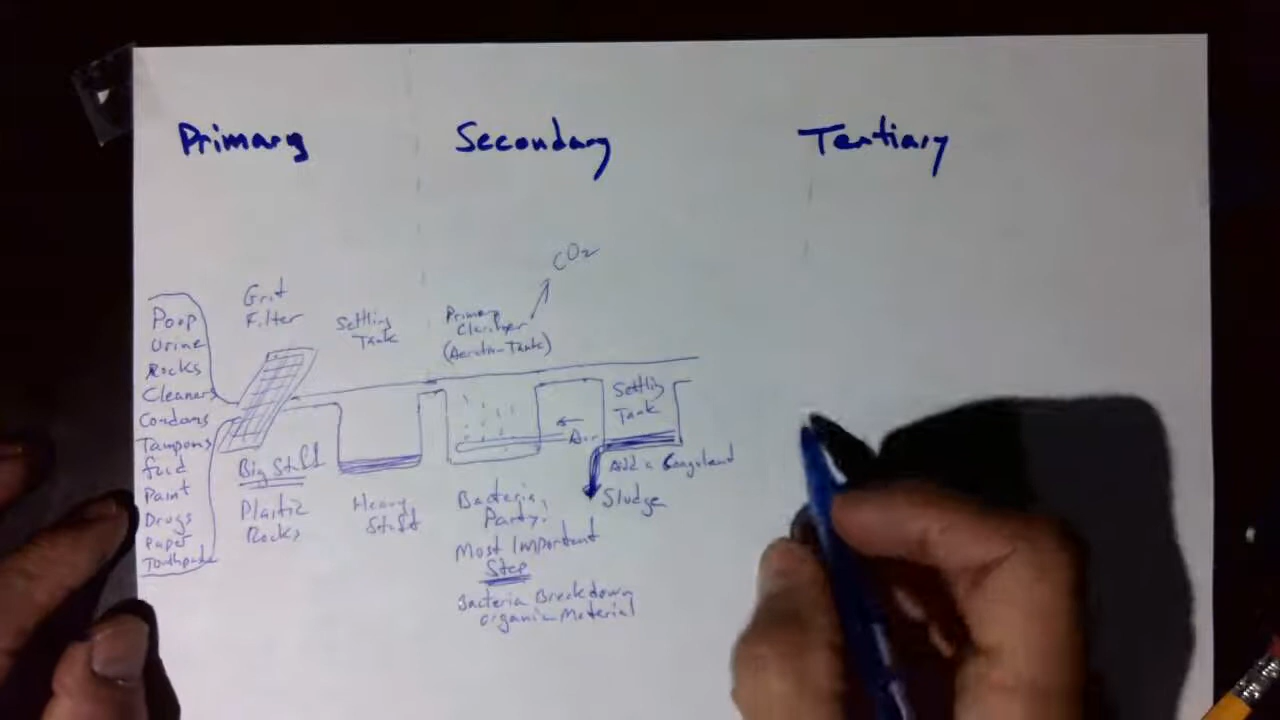 Primary
Secondary
Tertiary
CO2
Grit
Filter
Settling
Tank
Primary
Clarifyer
(Aeration Tank)
Poop
Urine
Rocks
Cleaners
Condoms
Tampons
food
Paint
Drugs
Paper
Toothpaste
Big Stuff
Plastic
Rocks
Heavy
Stuff
Air
Bacteria
Party!
Most Important
Step
Bacteria Breakdown
organic Material
Settling
Tank
Add a
Sludge